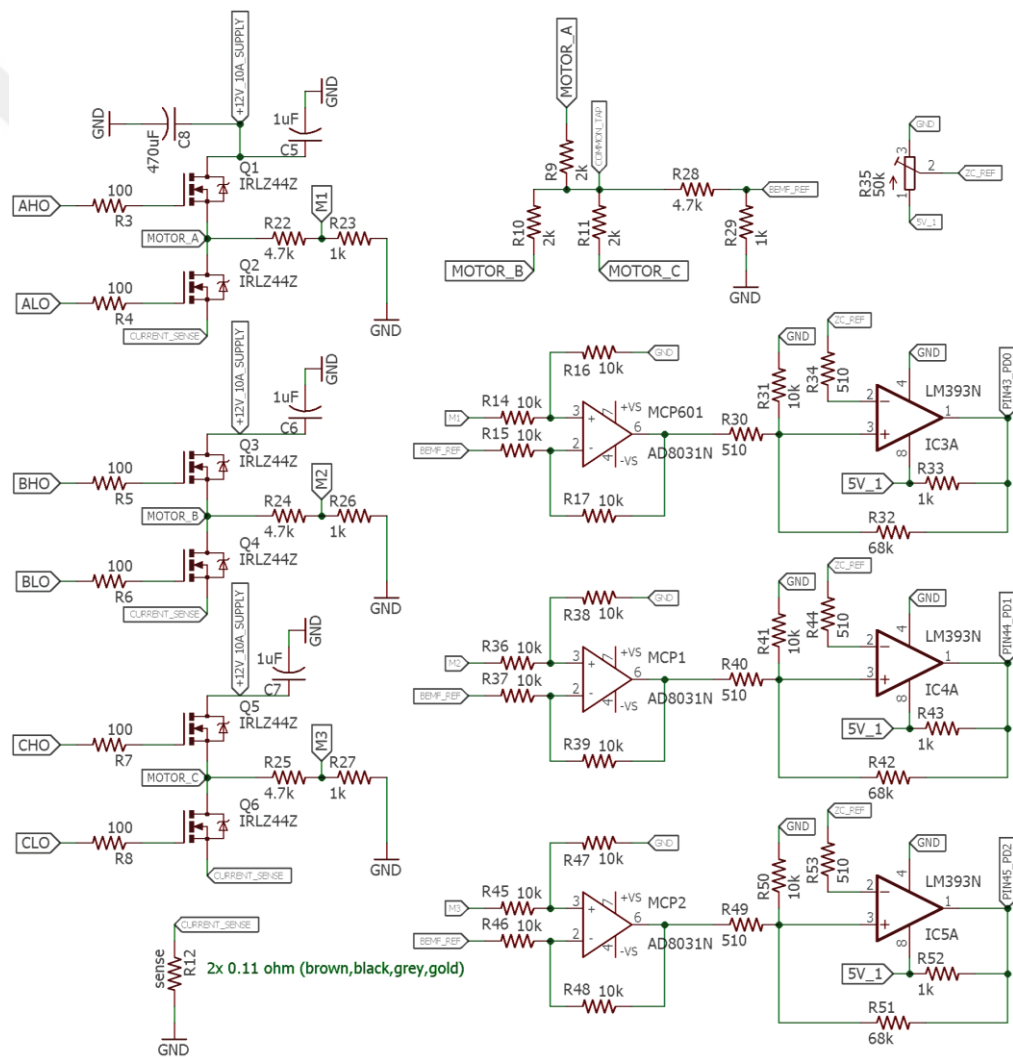 +12V_10A_SUPPLY
GND
470uF
C8
1uF
GND
C5
Q1
IRLZ44Z
AHO
100
R3
MOTOR_A
R22
4.7k
M1
R23
1k
GND
Q2
IRLZ44Z
ALO
100
R4
CURRENT_SENSE
+12V_10A_SUPPLY
1uF
GND
C6
Q3
IRLZ44Z
BHO
100
R5
MOTOR_B
R24
4.7k
M2
R26
1k
GND
Q4
IRLZ44Z
BLO
100
R6
CURRENT_SENSE
+12V_10A_SUPPLY
1uF
GND
C7
Q5
IRLZ44Z
CHO
100
R7
MOTOR_C
R25
4.7k
M3
R27
1k
GND
Q6
IRLZ44Z
CLO
100
R8
CURRENT_SENSE
CURRENT_SENSE
sense
R12
2x 0.11 ohm (brown,black,grey,gold)
GND
MOTOR_A
COMMON_TAP
R9
2k
R10
2k
R11
2k
MOTOR_B
MOTOR_C
R28
4.7k
BEMF_REF
R29
1k
GND
GND
3
2
1
R35
50k
ZC_REF
5V_1
R16 10k
GND
M1
R14 10k
BEMF_REF
R15 10k
3
2
+
-
7
+VS
6
4
-VS
MCP601
AD8031N
R17 10k
R30
510
GND
R31
10k
ZC_REF
R34
510
GND
4
2
3
-
+
1
8
LM393N
IC3A
PIN43_PD0
5V_1
R33
1k
R32
68k
R38 10k
GND
M2
R36 10k
BEMF_REF
R37 10k
3
2
+
-
7
+VS
6
4
-VS
MCP1
AD8031N
R39 10k
R40
510
GND
R41
10k
ZC_REF
R44
510
GND
4
2
3
-
+
1
8
LM393N
IC4A
PIN44_PD1
5V_1
R43
1k
R42
68k
R47 10k
GND
M3
R45 10k
BEMF_REF
R46 10k
3
2
+
-
7
+VS
6
4
-VS
MCP2
AD8031N
R48 10k
R49
510
GND
R50
10k
ZC_REF
R53
510
GND
4
2
3
-
+
1
8
LM393N
IC5A
PIN45_PD2
5V_1
R52
1k
R51
68k